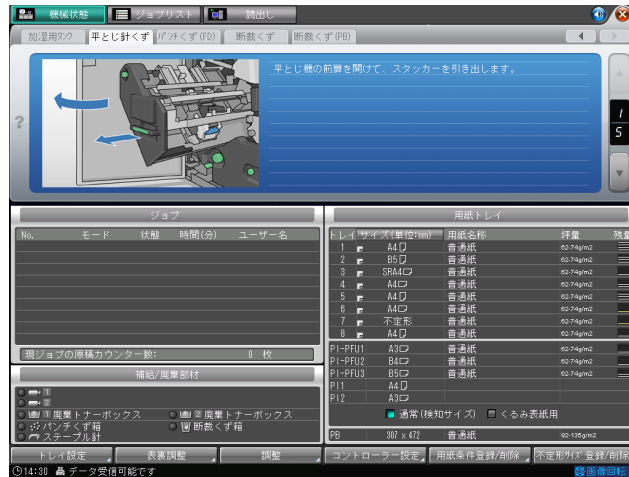 機械状態 ジョブリスト 読出し
加湿用タンク 平とじ針くず パンチくず(FD) 断裁くず 断裁くず(PB)
平とじ機の前扉を開けて、スタッカーを引き出します。
?
1
5
ジョブ
No. モード 状態 時間(分) ユーザー名
現ジョブの原稿カウンター数: 0 枚
補給/廃棄部材
1
2
1 廃棄トナーボックス 2 廃棄トナーボックス
パンチくず箱 断裁くず箱
ステープル針
用紙トレイ
トレイ サイズ(単位:mm) 用紙名称 坪量 残量
1 A4 普通紙 62-74g/m2
2 B5 普通紙 62-74g/m2
3 SRA4 普通紙 62-74g/m2
4 A4 普通紙 62-74g/m2
5 A4 普通紙 62-74g/m2
6 A4 普通紙 62-74g/m2
7 不定形 普通紙 62-74g/m2
8 A4 普通紙 62-74g/m2
PI-PFU1 A3 普通紙 62-74g/m2
PI-PFU2 B4 普通紙 62-74g/m2
PI-PFU3 B5 普通紙 62-74g/m2
PI1 A4
PI2 A3
通常(検知サイズ) くるみ表紙用
PB 307 x 472 普通紙 92-135g/m2
トレイ設定 表裏調整 調整 コントローラー設定 用紙条件登録/削除 不定形サイズ登録/削除
14:30 データ受信可能です 画像回転